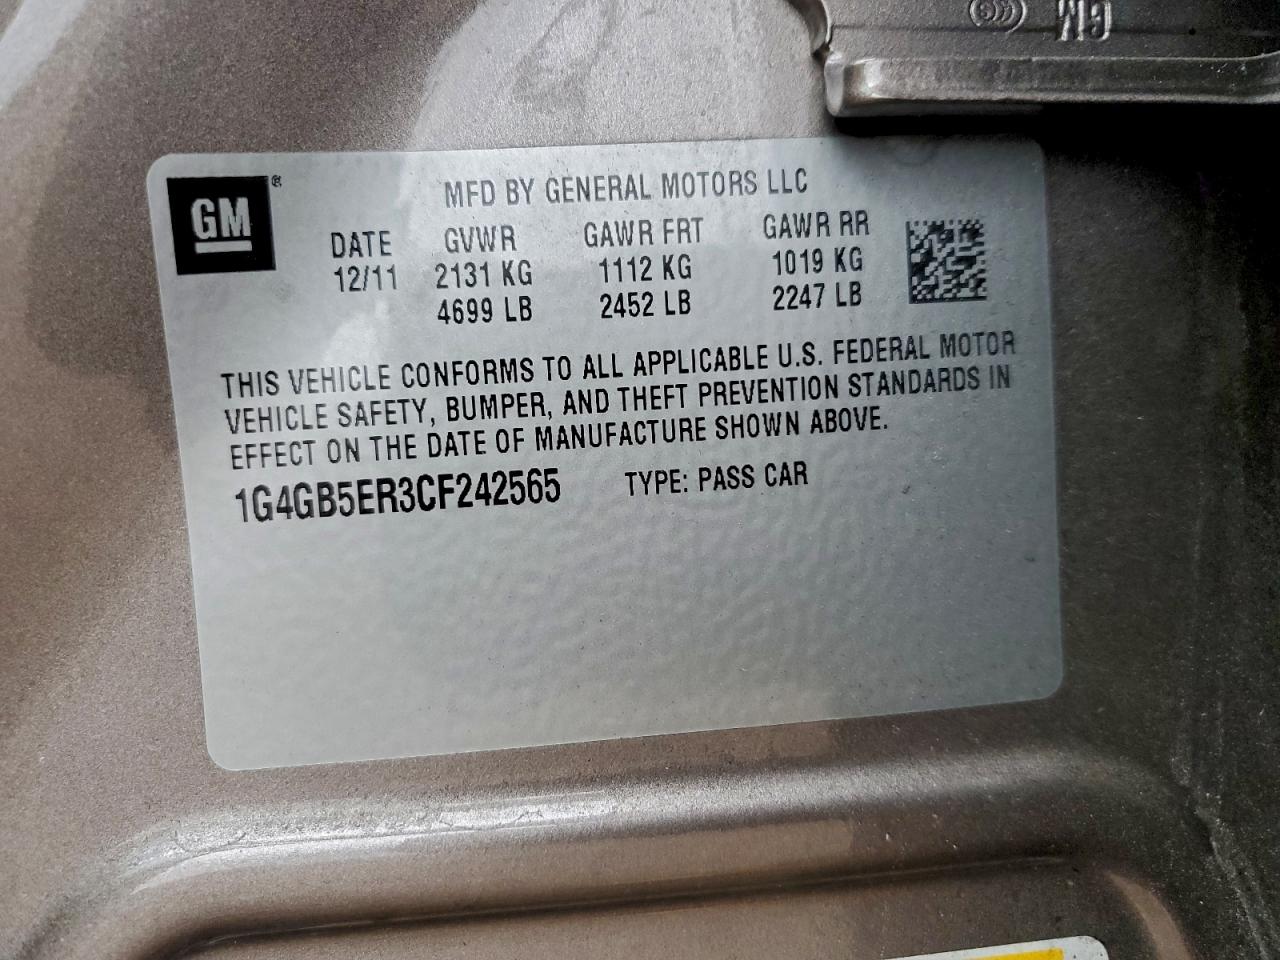 GM
GM ®
MFD BY GENERAL MOTORS LLC
DATE GVWR GAWR FRT GAWR RR
12/11 2131 KG 1112 KG 1019 KG
4699 LB 2452 LB 2247 LB
THIS VEHICLE CONFORMS TO ALL APPLICABLE U.S. FEDERAL MOTOR
VEHICLE SAFETY, BUMPER, AND THEFT PREVENTION STANDARDS IN
EFFECT ON THE DATE OF MANUFACTURE SHOWN ABOVE.
1G4GB5ER3CF242565 TYPE: PASS CAR